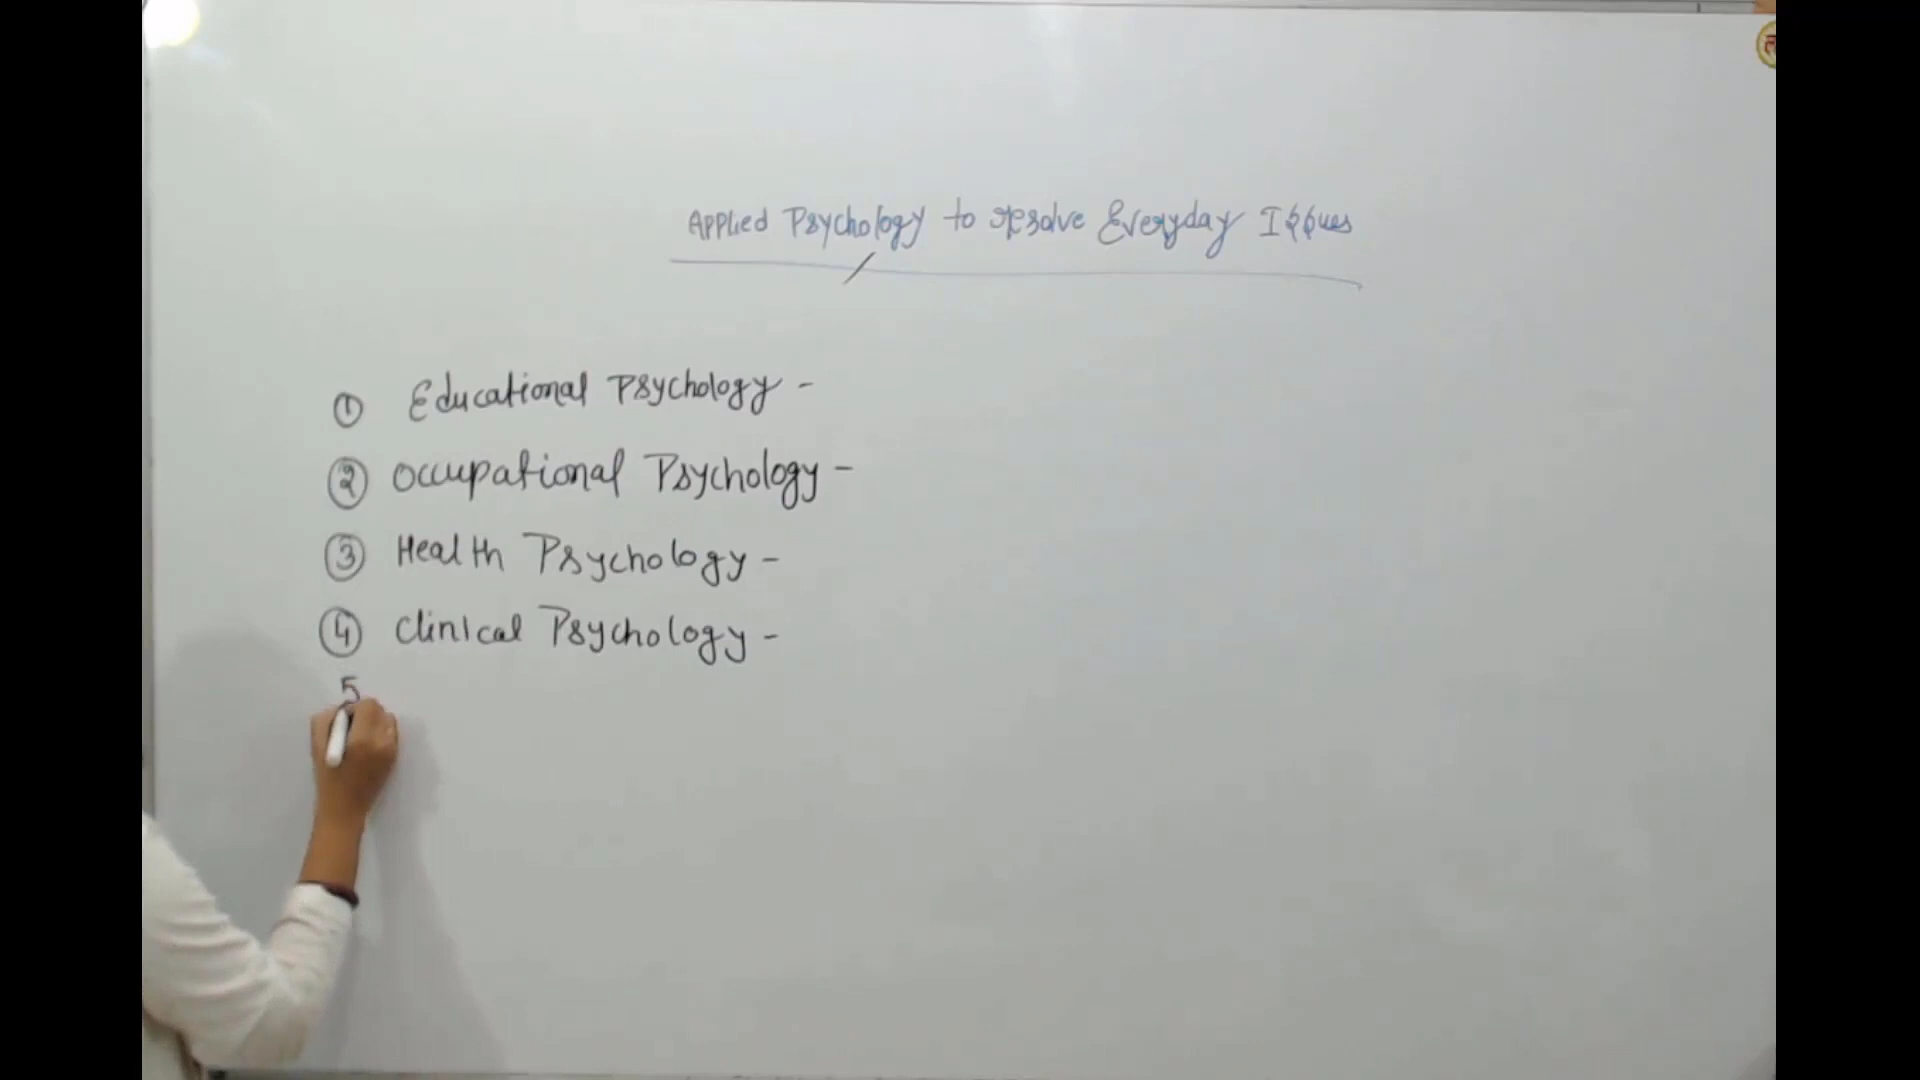 Applied Psychology to resolve Everyday Issues
① Educational Psychology -
② Occupational Psychology -
③ Health Psychology -
④ Clinical Psychology -
5